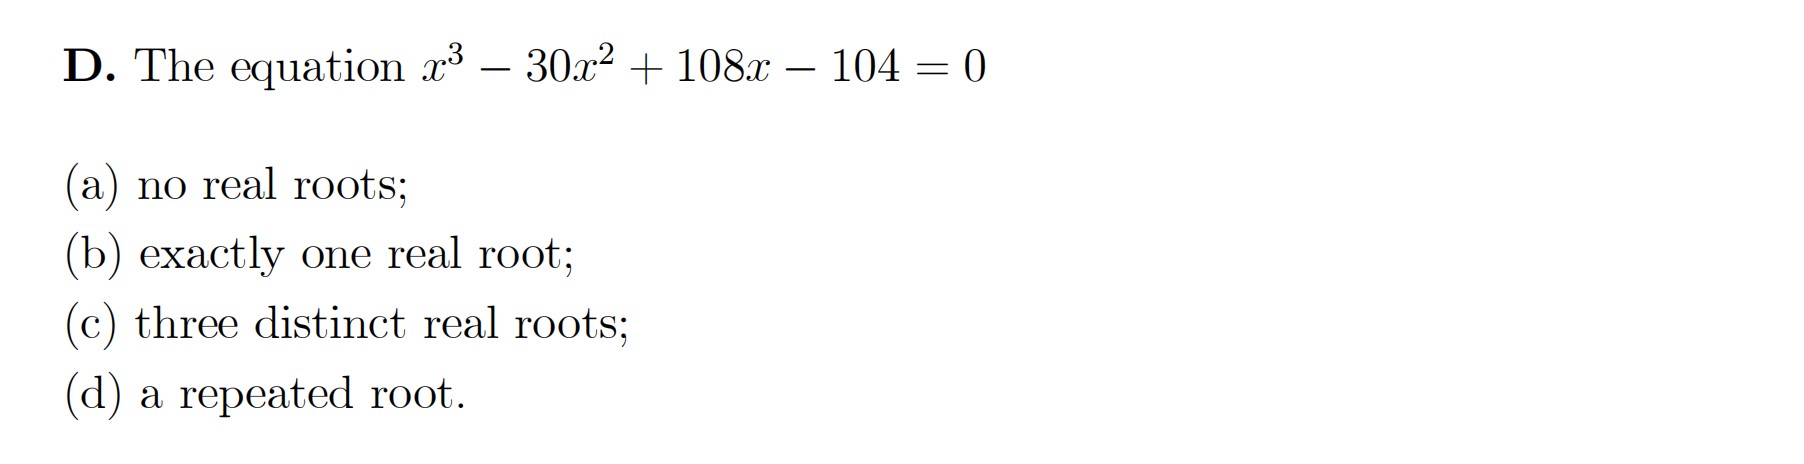 D. The equation x³ − 30x² + 108x − 104 = 0
(a) no real roots;
(b) exactly one real root;
(c) three distinct real roots;
(d) a repeated root.